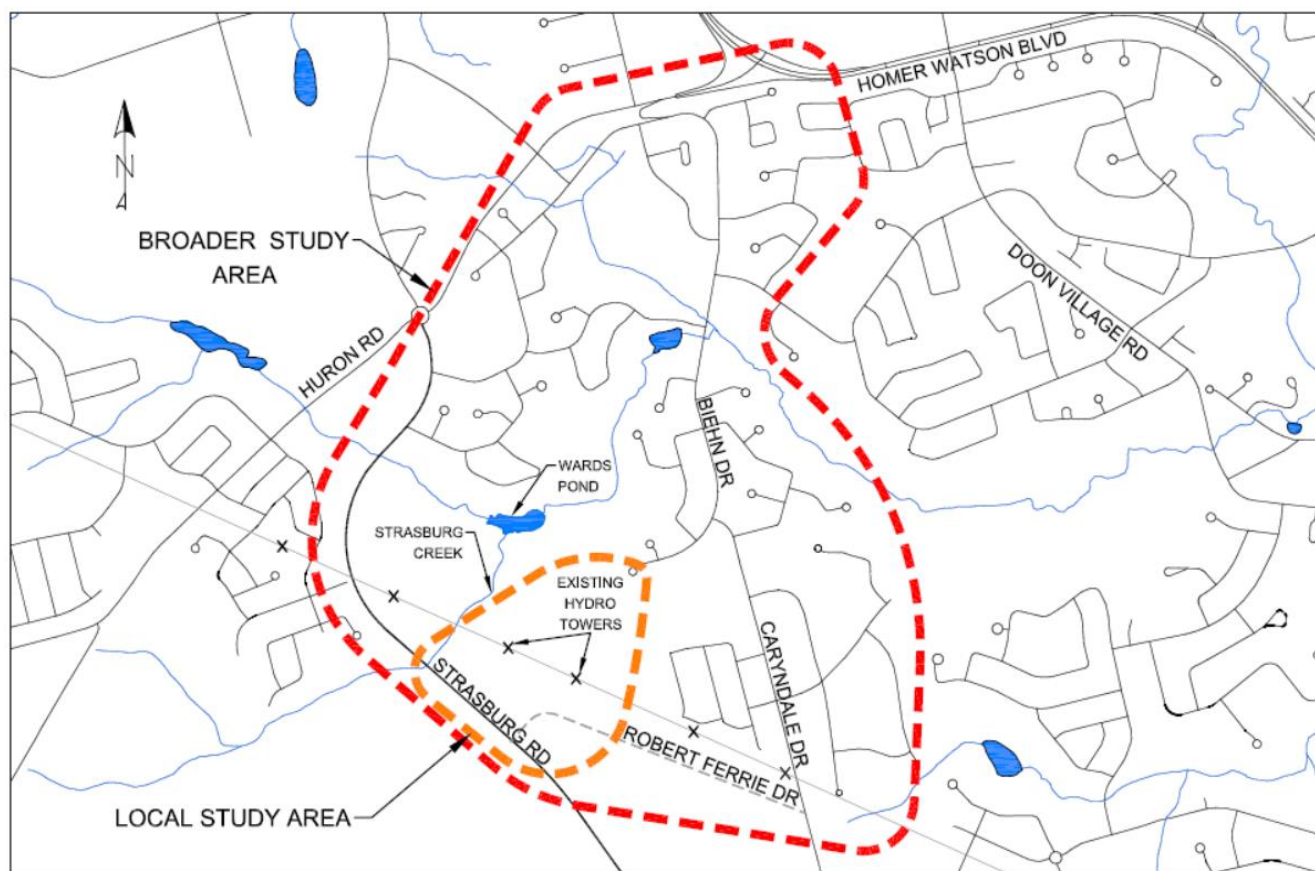 HOMER WATSON BLVD
N
BROADER STUDY
AREA
DOON VILLAGE RD
HURON RD
BIEHN DR
WARDS
POND
STRASBURG
CREEK
EXISTING
HYDRO
TOWERS
STRASBURG RD
CARYNDALE DR
ROBERT FERRIE DR
LOCAL STUDY AREA